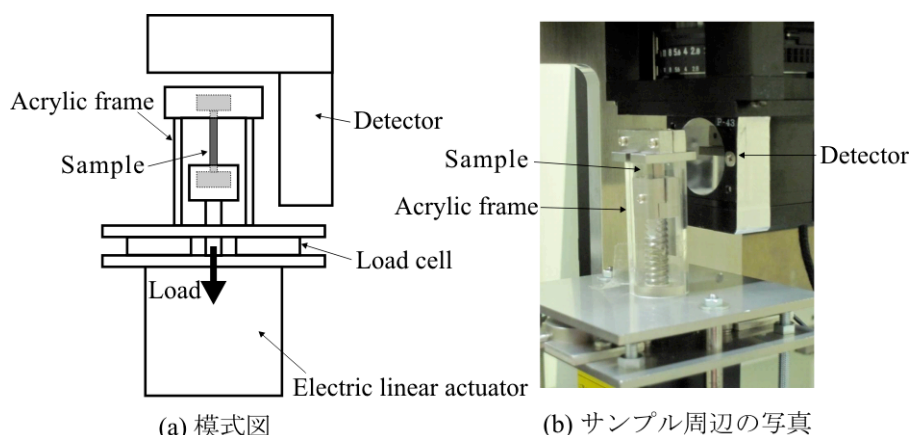 Acrylic frame
Sample
Detector
Load cell
Load
Electric linear actuator
(a) 模式図
P-43
Sample
Acrylic frame
Detector
(b) サンプル周辺の写真